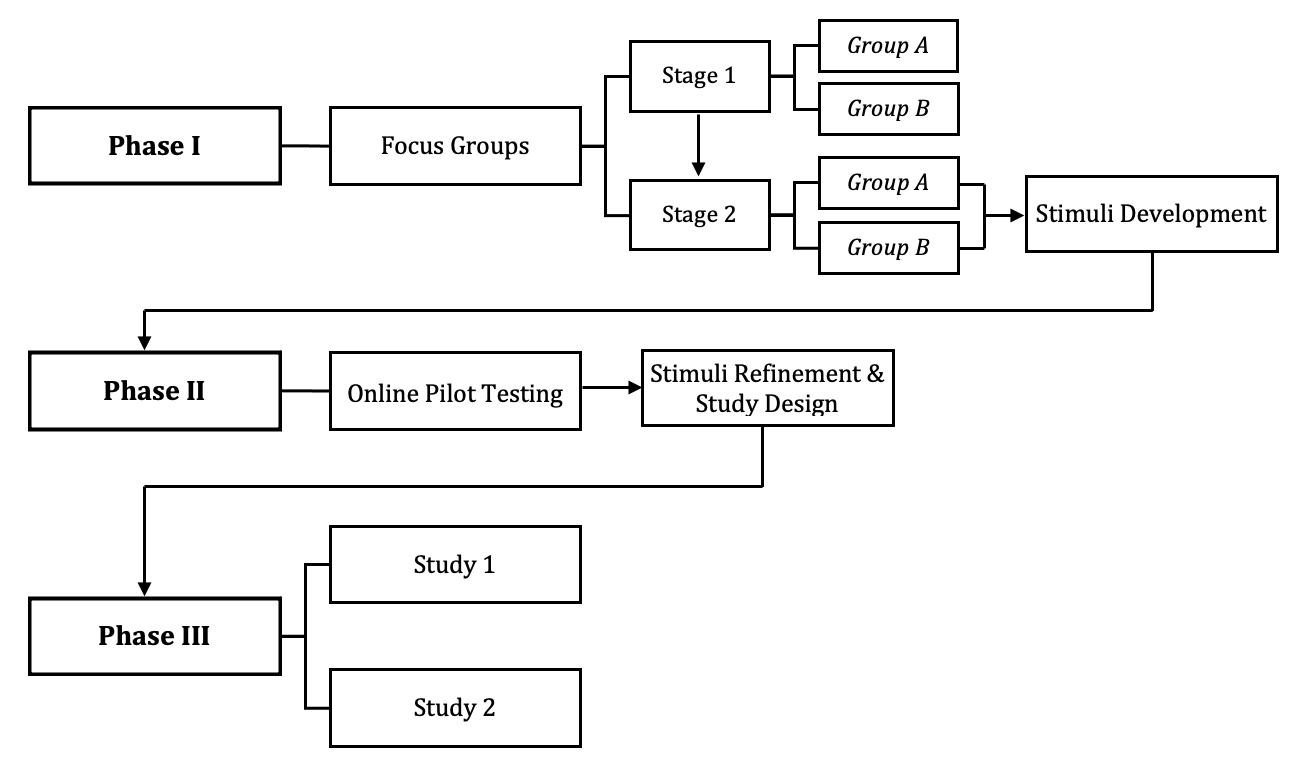 Phase I
Focus Groups
Stage 1
Group A
Group B
Stage 2
Group A
Group B
Stimuli Development
Phase II
Online Pilot Testing
Stimuli Refinement &
Study Design
Phase III
Study 1
Study 2